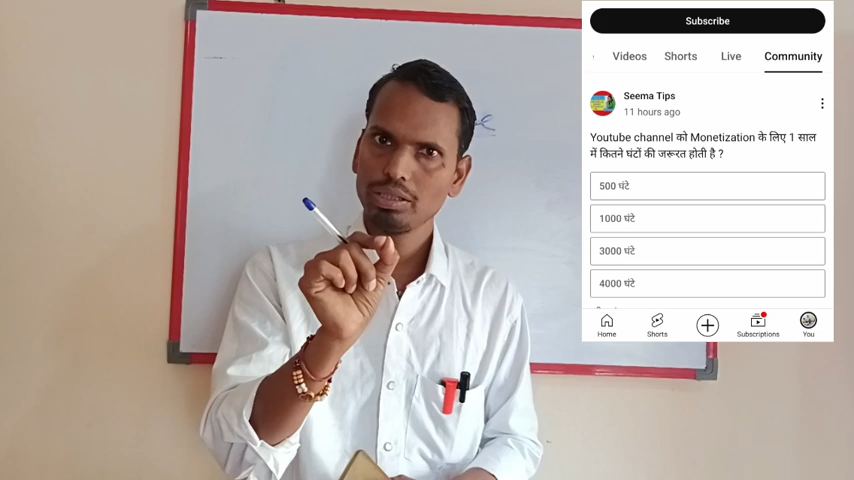 Subscribe
Videos Shorts Live Community
Seema Tips
11 hours ago
Youtube channel को Monetization के लिए 1 साल
में कितने घंटों की जरूरत होती है ?
500 घंटे
1000 घंटे
3000 घंटे
4000 घंटे
Home Shorts Subscriptions You